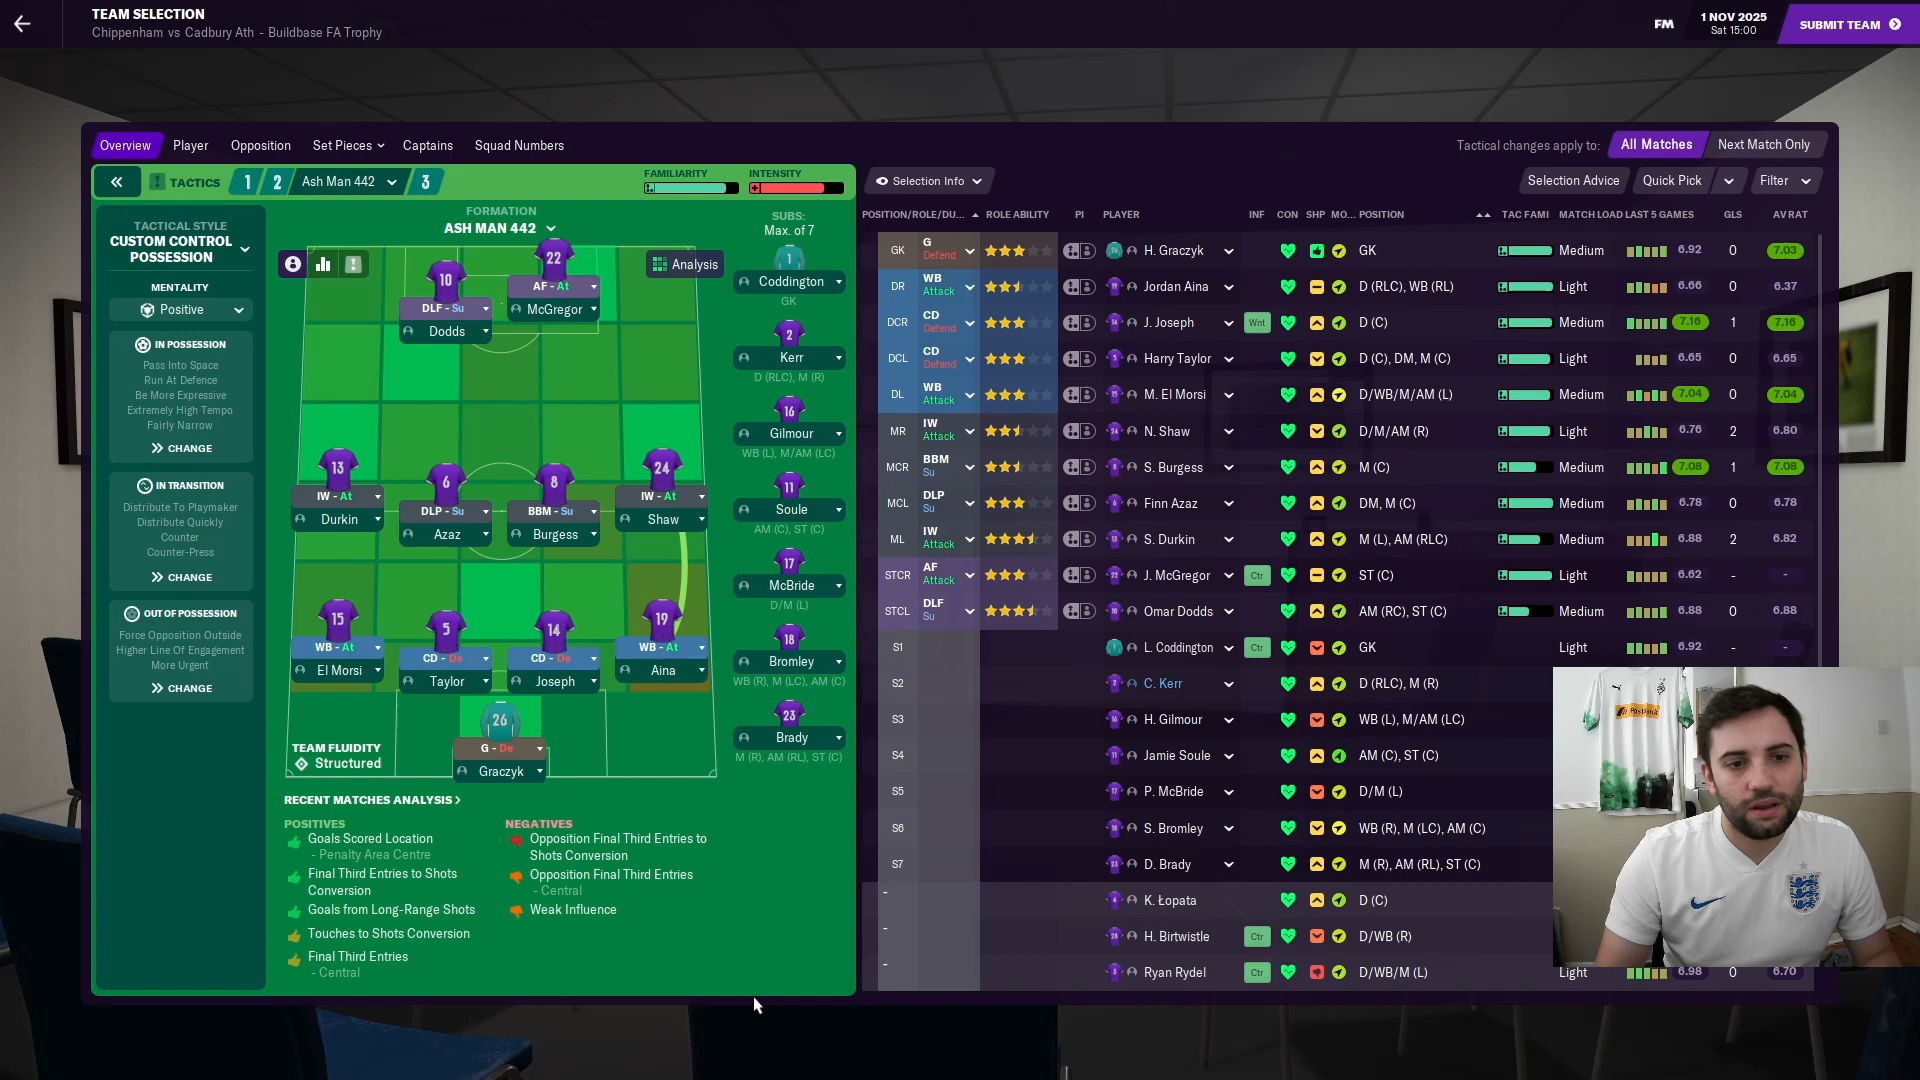 TEAM SELECTION
Chippenham vs Cadbury Ath - Buildbase FA Trophy
FM
1 NOV 2025
Sat 15:00
SUBMIT TEAM
Overview
Player
Opposition
Set Pieces
Captains
Squad Numbers
Tactical changes apply to:
All Matches
Next Match Only
TACTICS
1
2
Ash Man 442
3
FAMILIARITY
INTENSITY
Selection Info
Selection Advice
Quick Pick
Filter
TACTICAL STYLE
CUSTOM CONTROL
POSSESSION
MENTALITY
Positive
IN POSSESSION
Pass Into Space
Run At Defence
Be More Expressive
Extremely High Tempo
Fairly Narrow
CHANGE
IN TRANSITION
Distribute To Playmaker
Distribute Quickly
Counter
Counter-Press
CHANGE
OUT OF POSSESSION
Force Opposition Outside
Higher Line Of Engagement
More Urgent
CHANGE
FORMATION
ASH MAN 442
Analysis
10
DLF - Su
Dodds
22
AF - At
McGregor
13
IW - At
Durkin
6
DLP - Su
Azaz
8
BBM - Su
Burgess
24
IW - At
Shaw
15
WB - At
El Morsi
5
CD - De
Taylor
14
CD - De
Joseph
19
WB - At
Aina
26
G - De
Graczyk
TEAM FLUIDITY
Structured
SUBS:
Max. of 7
1
Coddington
GK
2
Kerr
D (RLC), M (R)
16
Gilmour
WB (L), M/AM (LC)
11
Soule
AM (C), ST (C)
17
McBride
D/M (L)
18
Bromley
WB (R), M (LC), AM (C)
23
Brady
M (R), AM (RL), ST (C)
RECENT MATCHES ANALYSIS >
POSITIVES
Goals Scored Location
- Penalty Area Centre
Final Third Entries to Shots
Conversion
Goals from Long-Range Shots
Touches to Shots Conversion
Final Third Entries
- Central
NEGATIVES
Opposition Final Third Entries to
Shots Conversion
Opposition Final Third Entries
- Central
Weak Influence
POSITION/ROLE/DU... ROLE ABILITY PI PLAYER INF CON SHP MO... POSITION TAC FAMI MATCH LOAD LAST 5 GAMES GLS AV RAT
GK G Defend H. Graczyk GK Medium 6.92 0 7.03
DR WB Attack Jordan Aina D (RLC), WB (RL) Light 6.66 0 6.37
DCR CD Defend J. Joseph Wnt D (C) Medium 7.16 1 7.16
DCL CD Defend Harry Taylor D (C), DM, M (C) Light 6.65 0 6.65
DL WB Attack M. El Morsi D/WB/M/AM (L) Medium 7.04 0 7.04
MR IW Attack N. Shaw D/M/AM (R) Light 6.76 2 6.80
MCR BBM Su S. Burgess M (C) Medium 7.08 1 7.08
MCL DLP Su Finn Azaz DM, M (C) Medium 6.78 0 6.78
ML IW Attack S. Durkin M (L), AM (RLC) Medium 6.88 2 6.82
STCR AF Attack J. McGregor Ctr ST (C) Light 6.62 - -
STCL DLF Su Omar Dodds AM (RC), ST (C) Medium 6.88 0 6.88
S1 L. Coddington Ctr GK Light 6.92 - -
S2 C. Kerr D (RLC), M (R)
S3 H. Gilmour WB (L), M/AM (LC)
S4 Jamie Soule AM (C), ST (C)
S5 P. McBride D/M (L)
S6 S. Bromley WB (R), M (LC), AM (C)
S7 D. Brady M (R), AM (RL), ST (C)
- K. Łopata D (C)
- H. Birtwistle Ctr D/WB (R)
- Ryan Rydel Ctr D/WB/M (L) Light 6.98 0 6.70
Postbank